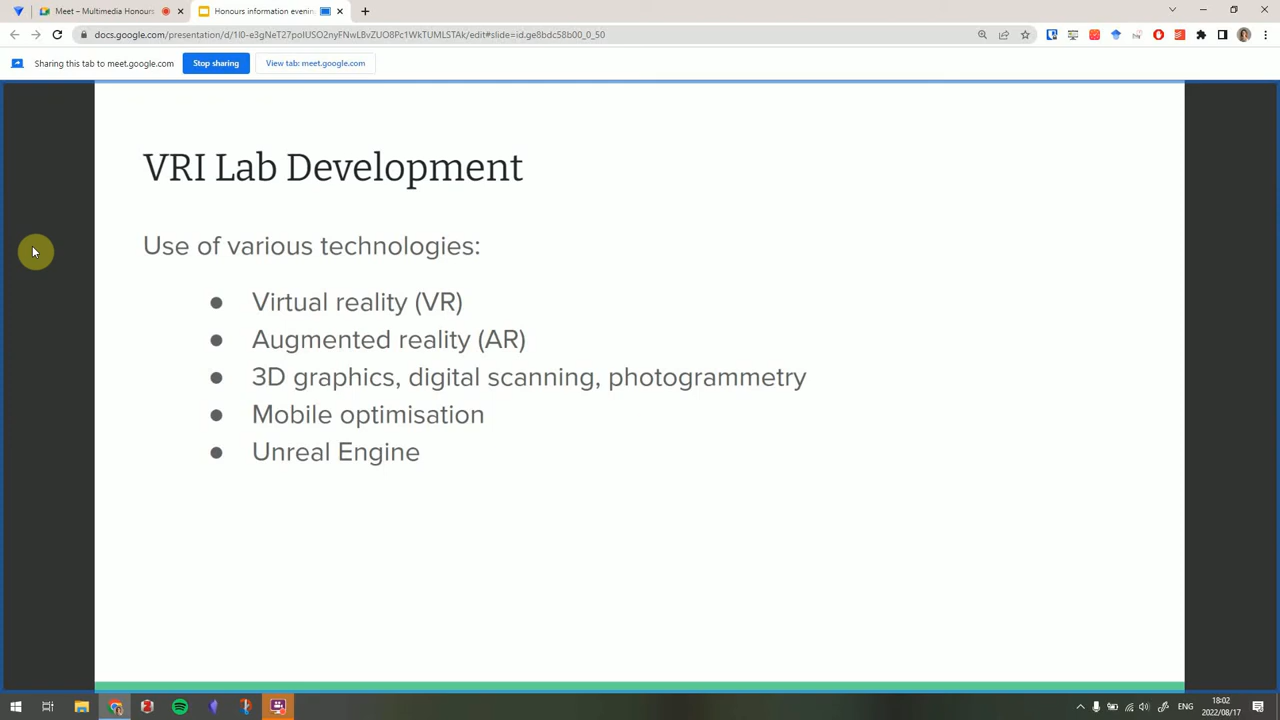 Meet – Multimedia Honours
Honours information evenin
docs.google.com/presentation/d/1I0-e3gNeT27polUSO2nyFNwLBvZUO8Pc1WkTUMLSTAk/edit#slide=id.ge8bdc58b00_0_50
Sharing this tab to meet.google.com
Stop sharing
View tab: meet.google.com
VRI Lab Development
Use of various technologies:
● Virtual reality (VR)
● Augmented reality (AR)
● 3D graphics, digital scanning, photogrammetry
● Mobile optimisation
● Unreal Engine
ENG
18:02
2022/08/17